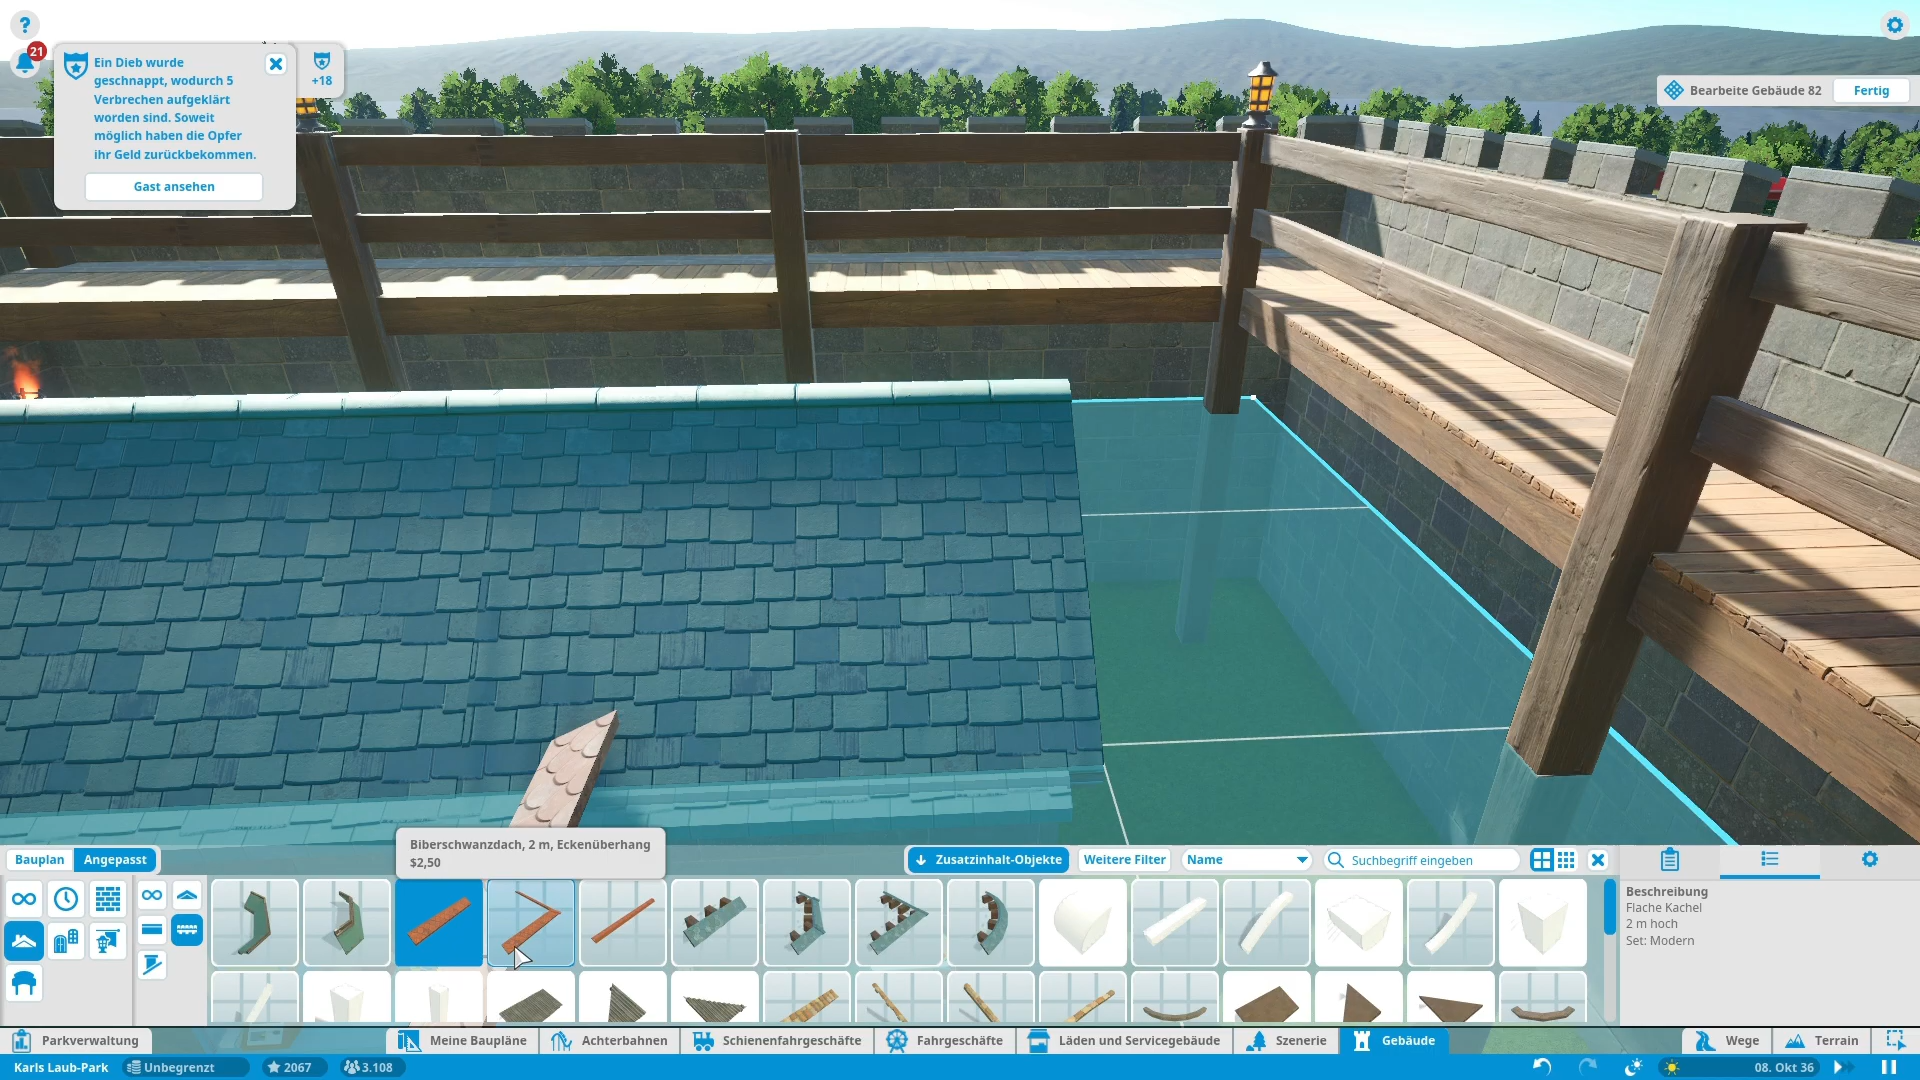 ?
21
Ein Dieb wurde
geschnappt, wodurch 5
Verbrechen aufgeklärt
worden sind. Soweit
möglich haben die Opfer
ihr Geld zurückbekommen.
Gast ansehen
+18
Bearbeite Gebäude 82
Fertig
Biberschwanzdach, 2 m, Eckenüberhang
$2,50
Bauplan
Angepasst
Zusatzinhalt-Objekte
Weitere Filter
Name
Suchbegriff eingeben
Beschreibung
Flache Kachel
2 m hoch
Set: Modern
Parkverwaltung
Meine Baupläne
Achterbahnen
Schienenfahrgeschäfte
Fahrgeschäfte
Läden und Servicegebäude
Szenerie
Gebäude
Wege
Terrain
Karls Laub-Park
Unbegrenzt
2067
3.108
08. Okt 36